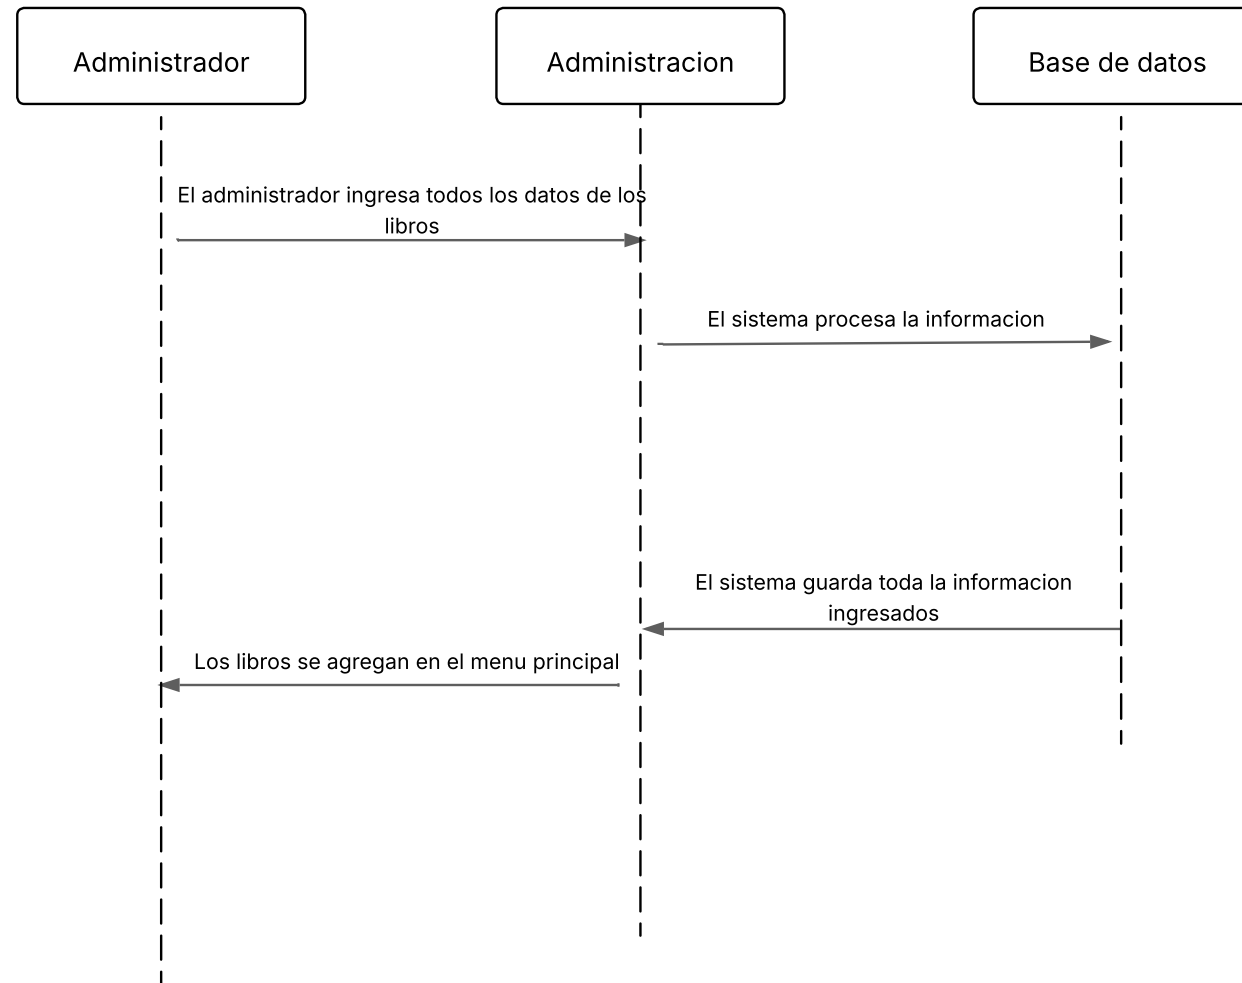 Administrador
Administracion
Base de datos
El administrador ingresa todos los datos de los
libros
El sistema procesa la informacion
El sistema guarda toda la informacion
ingresados
Los libros se agregan en el menu principal